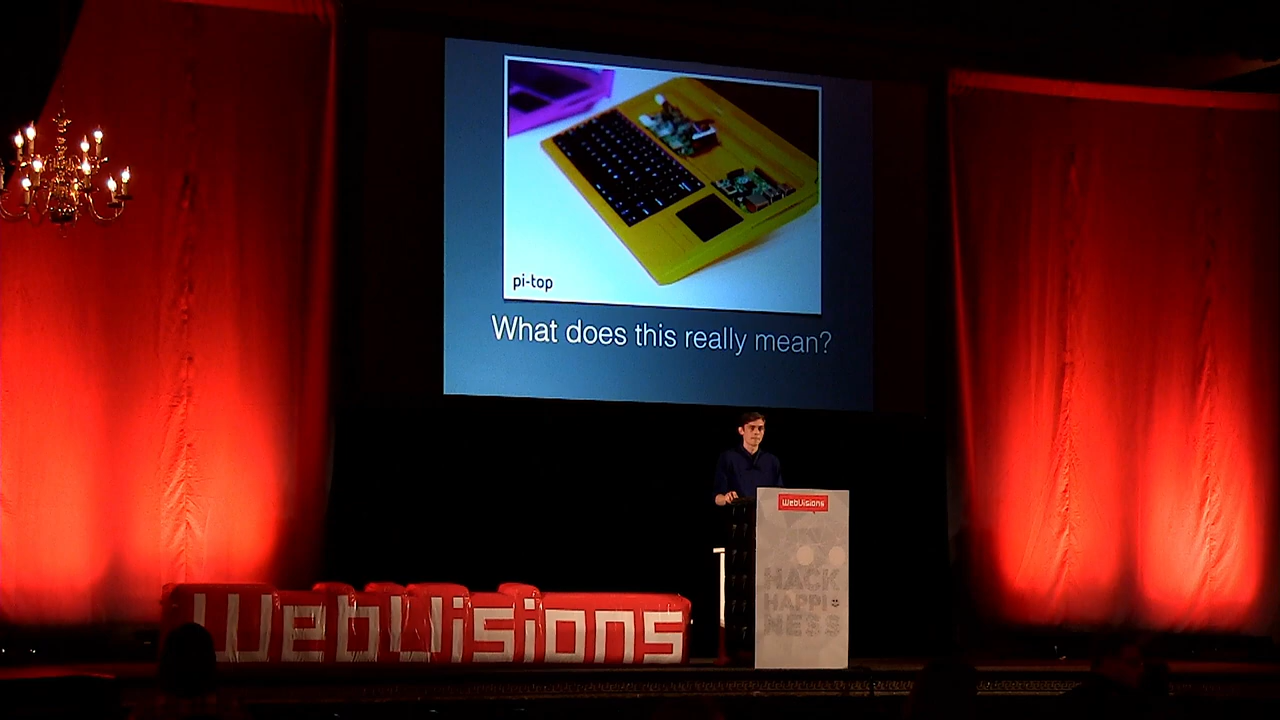 pi-top
What does this really mean?
WebVisions
HACK
HAPPI
NESS
WebVisions